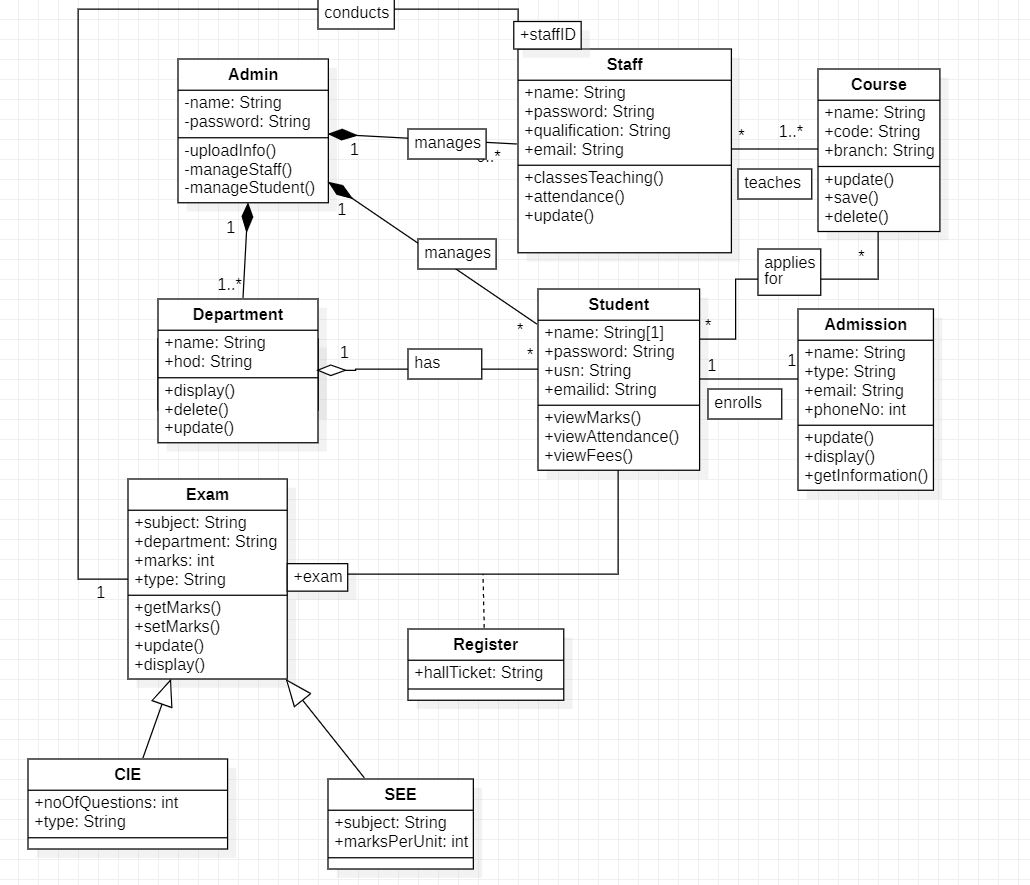 conducts
+staffID
Admin
-name: String
-password: String
-uploadInfo()
-manageStaff()
-manageStudent()
1
manages
..*
Staff
+name: String
+password: String
+qualification: String
+email: String
+classesTeaching()
+attendance()
+update()
*
1..*
teaches
Course
+name: String
+code: String
+branch: String
+update()
+save()
+delete()
1
manages
*
1
1..*
applies
for
*
*
Department
+name: String
+hod: String
+display()
+delete()
+update()
1
has
*
Student
+name: String[1]
+password: String
+usn: String
+emailid: String
+viewMarks()
+viewAttendance()
+viewFees()
1
1
enrolls
Admission
+name: String
+type: String
+email: String
+phoneNo: int
+update()
+display()
+getInformation()
Exam
+subject: String
+department: String
+marks: int
+type: String
+getMarks()
+setMarks()
+update()
+display()
1
+exam
Register
+hallTicket: String
CIE
+noOfQuestions: int
+type: String
SEE
+subject: String
+marksPerUnit: int